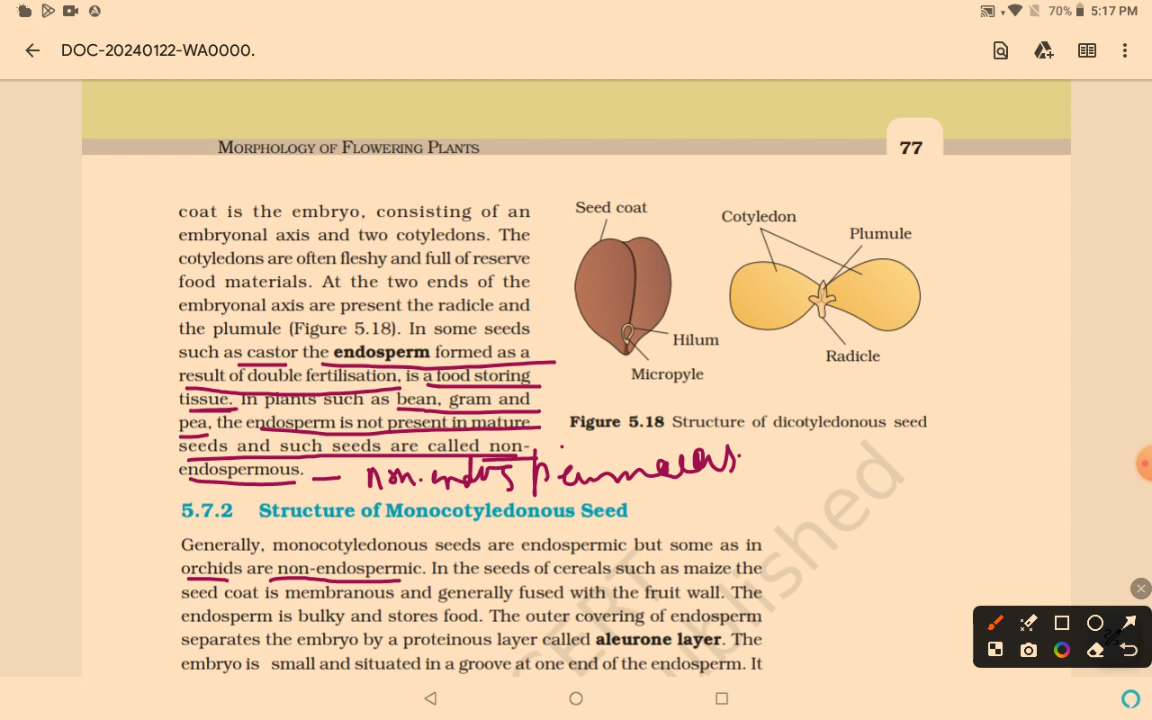 70% 5:17 PM
DOC-20240122-WA0000.
MORPHOLOGY OF FLOWERING PLANTS
77
coat is the embryo, consisting of an
embryonal axis and two cotyledons. The
cotyledons are often fleshy and full of reserve
food materials. At the two ends of the
embryonal axis are present the radicle and
the plumule (Figure 5.18). In some seeds
such as castor the endosperm formed as a
result of double fertilisation, is a food storing
tissue. In plants such as bean, gram and
pea, the endosperm is not present in mature
seeds and such seeds are called non-
endospermous.
Seed coat
Hilum
Micropyle
Cotyledon
Plumule
Radicle
Figure 5.18 Structure of dicotyledonous seed
5.7.2 Structure of Monocotyledonous Seed
Generally, monocotyledonous seeds are endospermic but some as in
orchids are non-endospermic. In the seeds of cereals such as maize the
seed coat is membranous and generally fused with the fruit wall. The
endosperm is bulky and stores food. The outer covering of endosperm
separates the embryo by a proteinous layer called aleurone layer. The
embryo is small and situated in a groove at one end of the endosperm. It